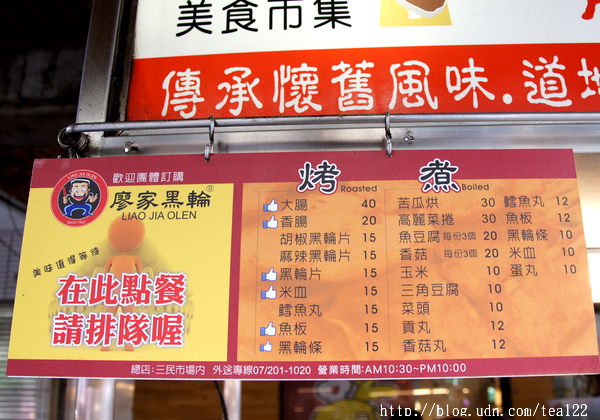 美食市集
傳承懷舊風味.道地
歡迎團體訂購
廖家黑輪®
LIAO JIA OLEN
美味值得等待
在此點餐
請排隊喔
烤 Roasted
大腸 40
香腸 20
胡椒黑輪片 15
麻辣黑輪片 15
黑輪片 15
米血 15
鱈魚丸 15
魚板 15
黑輪條 15
煮 Boiled
苦瓜烘 30
高麗菜捲 30
魚豆腐 每份3個 20
香菇 每份3個 20
玉米 10
三角豆腐 10
菜頭 10
貢丸 12
香菇丸 12
鱈魚丸 12
魚板 12
黑輪條 10
米血 10
蛋丸 10
總店:三民市場內 外送專線07/201-1020 營業時間:AM10:30~PM10:00
http://blog.udn.com/tea122